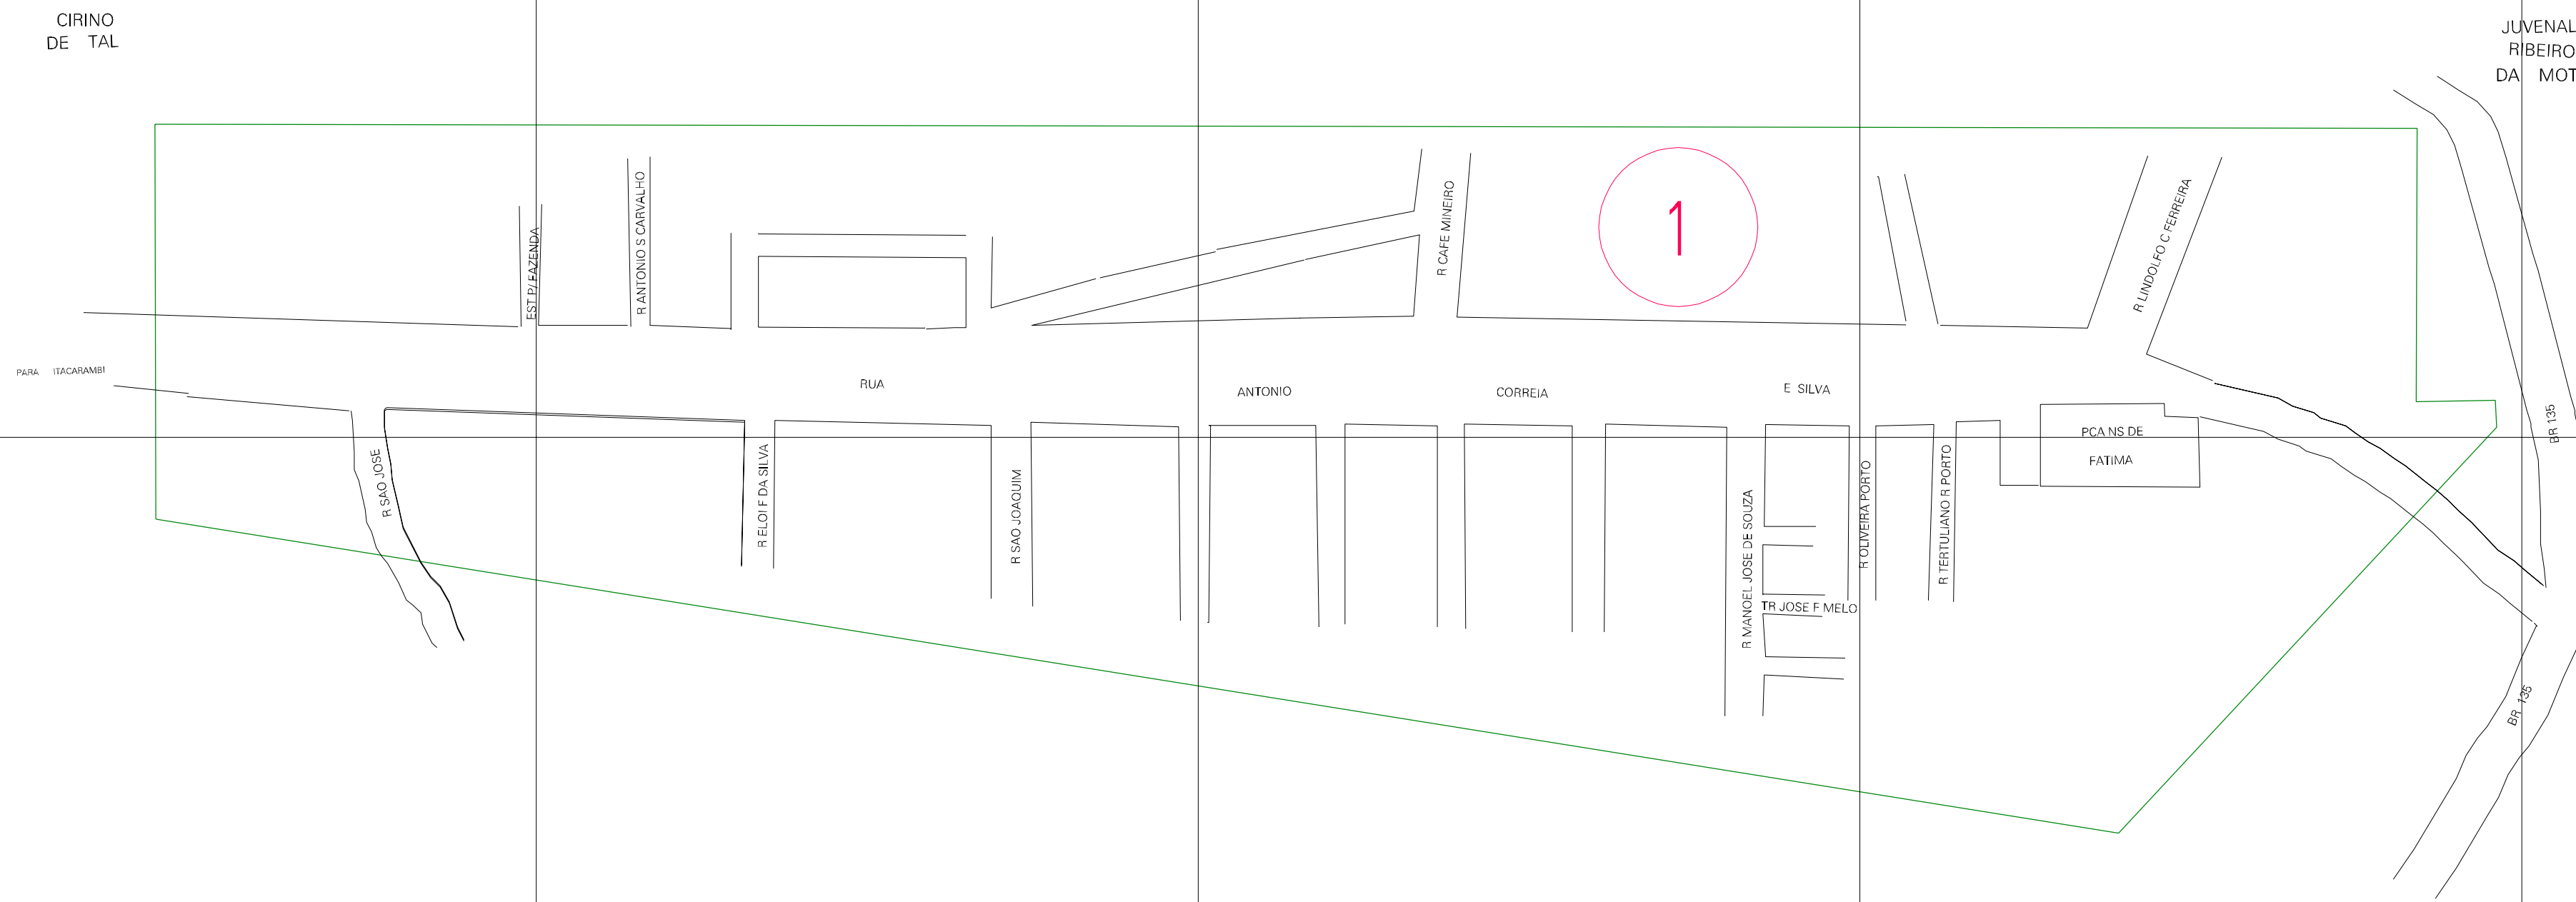 CIRINO
DE TAL
JUVENAL
RIBEIRO
DA MOT
EST P/ FAZENDA
R ANTONIO S CARVALHO
R CAFE MINEIRO
1
R LINDOLFO C FERREIRA
PARA ITACARAMBI
RUA ANTONIO CORREIA E SILVA
BR 135
PCA NS DE
FATIMA
R SAO JOSE
R ELOI F DA SILVA
R SAO JOAQUIM
R MANOEL JOSE DE SOUZA
R OLIVEIRA PORTO
R TERTULIANO R PORTO
TR JOSE F MELO
BR 135